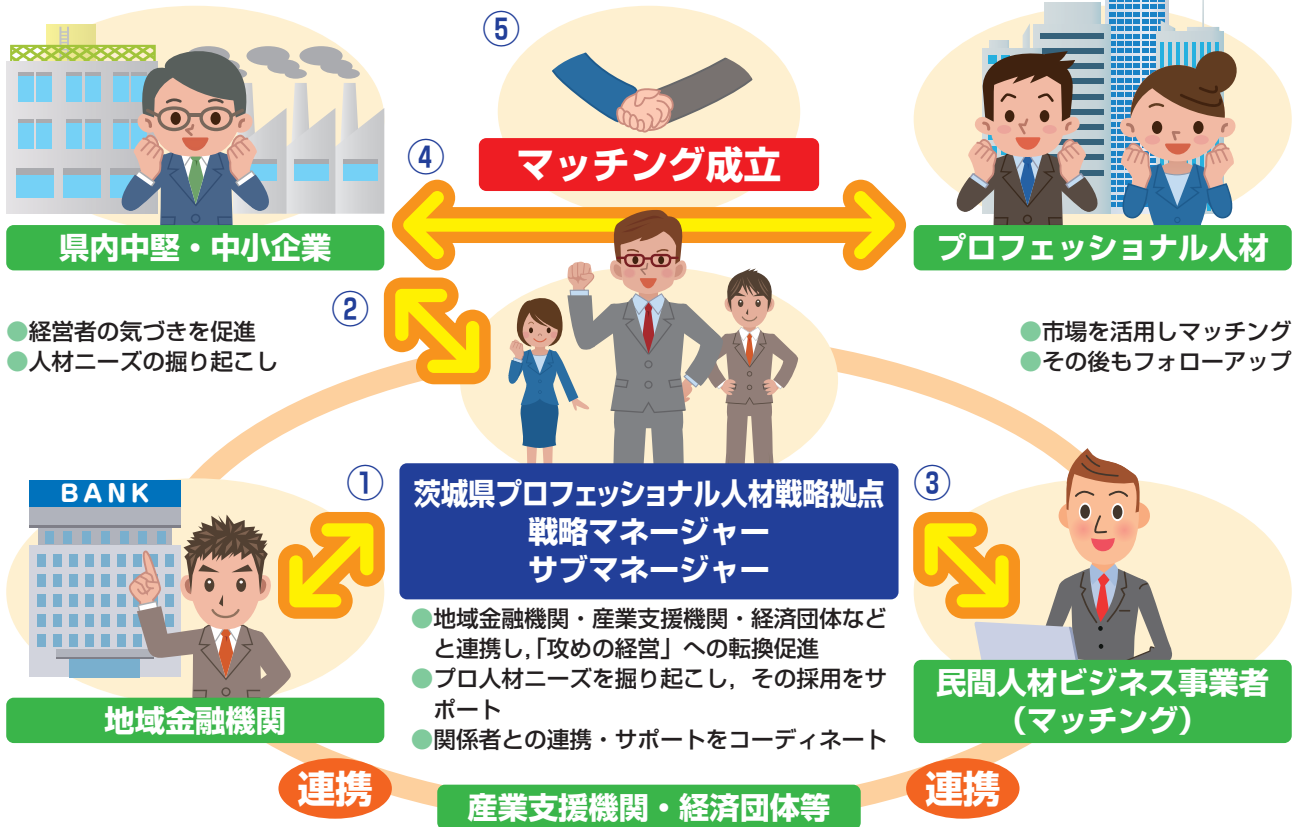 ⑤
④
マッチング成立
県内中堅・中小企業
プロフェッショナル人材
②
●経営者の気づきを促進
●人材ニーズの掘り起こし
●市場を活用しマッチング
●その後もフォローアップ
BANK
①
茨城県プロフェッショナル人材戦略拠点
戦略マネージャー
サブマネージャー
③
●地域金融機関・産業支援機関・経済団体など
と連携し,「攻めの経営」への転換促進
●プロ人材ニーズを掘り起こし,その採用をサ
ポート
●関係者との連携・サポートをコーディネート
地域金融機関
民間人材ビジネス事業者
(マッチング)
連携
産業支援機関・経済団体等
連携